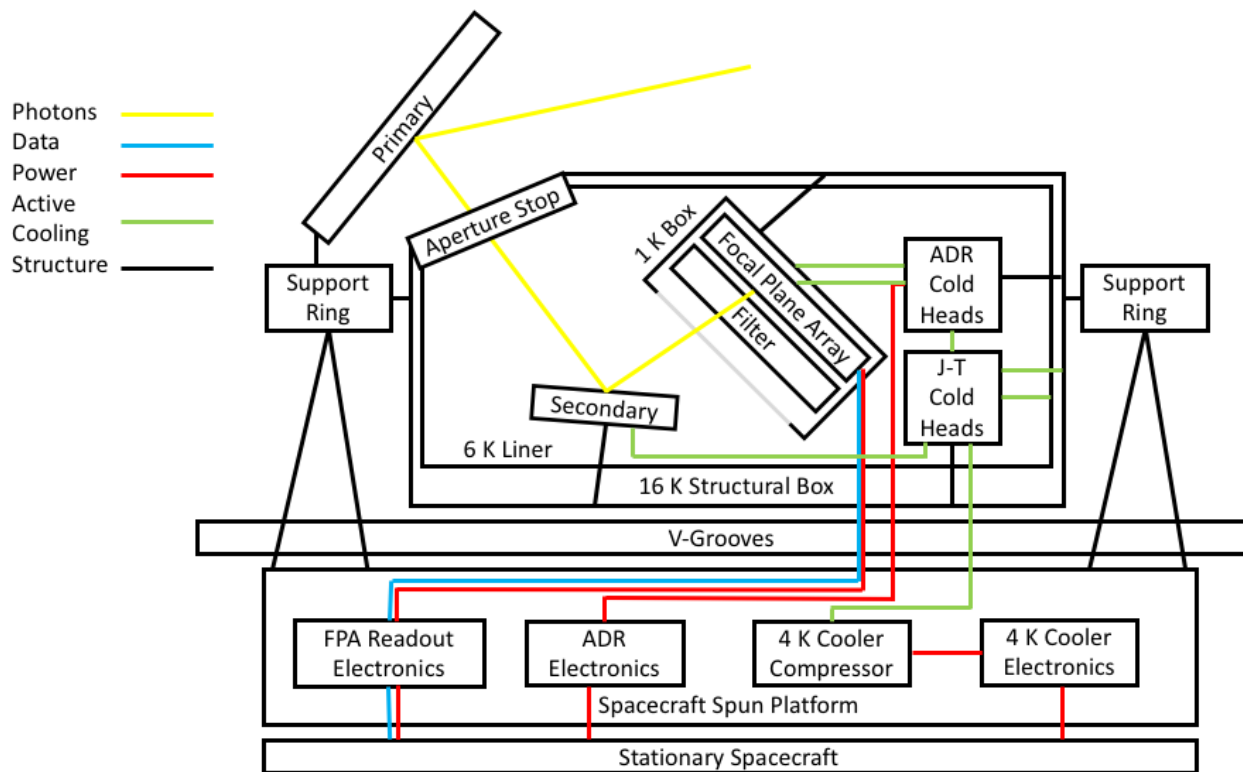 Photons
Data
Power
Active
Cooling
Structure
Primary
Aperture Stop
1 K Box
Focal Plane Array
Filter
ADR
Cold
Heads
Support
Ring
Support
Ring
J-T
Cold
Heads
Secondary
6 K Liner
16 K Structural Box
V-Grooves
FPA Readout
Electronics
ADR
Electronics
4 K Cooler
Compressor
4 K Cooler
Electronics
Spacecraft Spun Platform
Stationary Spacecraft